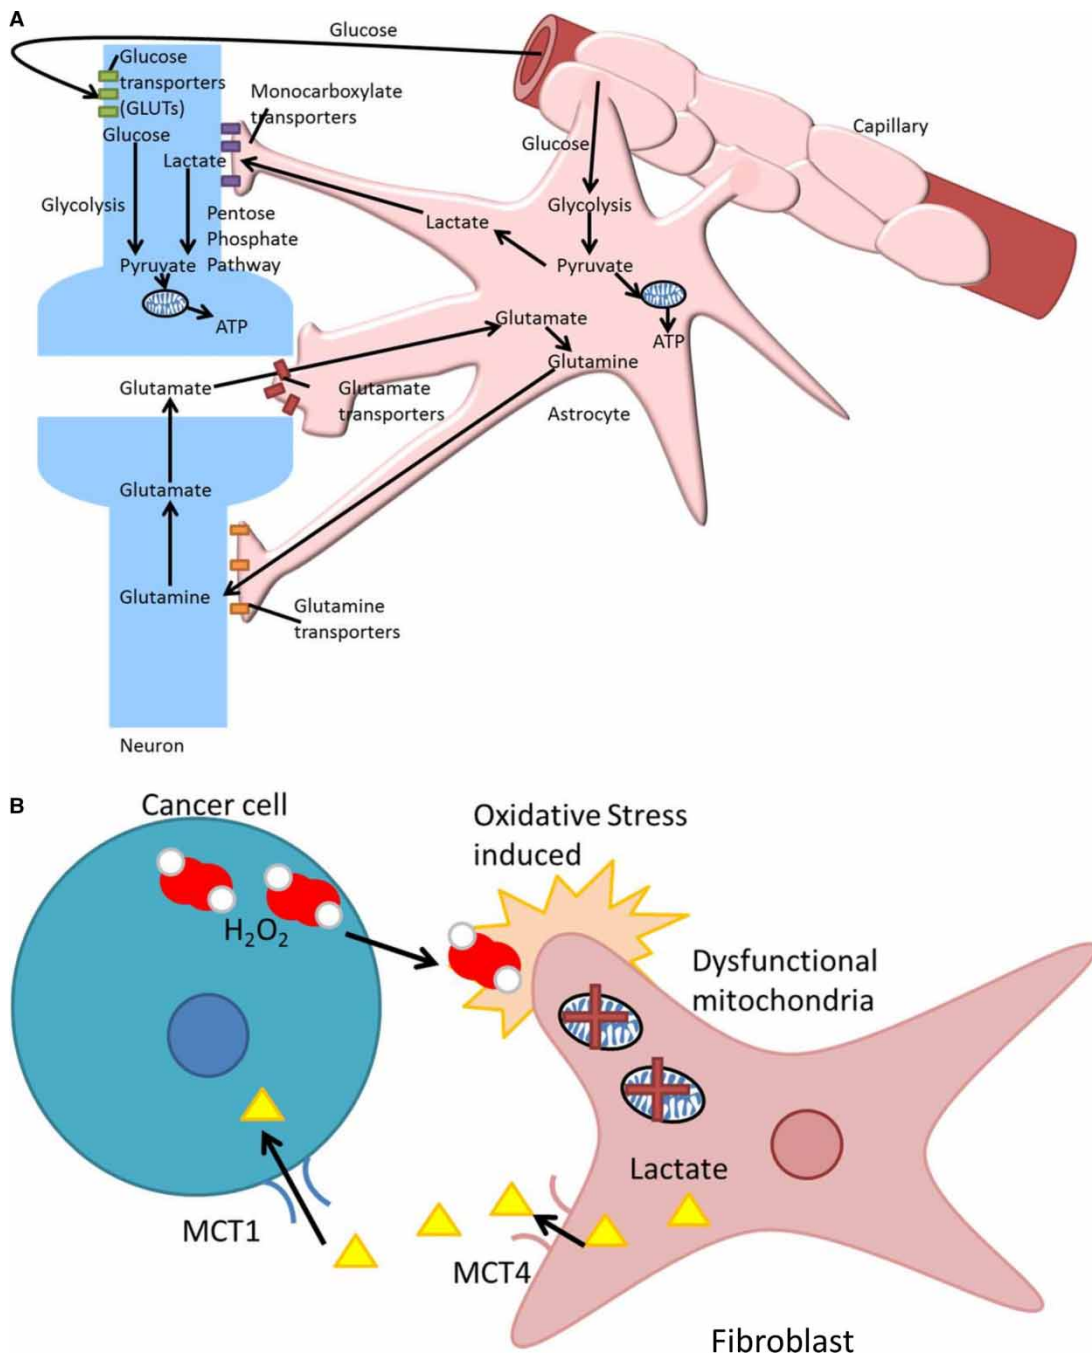 A
Glucose
Glucose
transporters
(GLUTs)
Glucose
Monocarboxylate
transporters
Lactate
Glycolysis
Pentose
Phosphate
Pathway
Pyruvate
ATP
Capillary
Glucose
Glycolysis
Lactate
Pyruvate
ATP
Glutamate
Glutamine
Astrocyte
Glutamate
Glutamate
transporters
Glutamate
Glutamine
Glutamine
transporters
Neuron
B
Cancer cell
H₂O₂
Oxidative Stress
induced
Dysfunctional
mitochondria
Lactate
MCT1
MCT4
Fibroblast